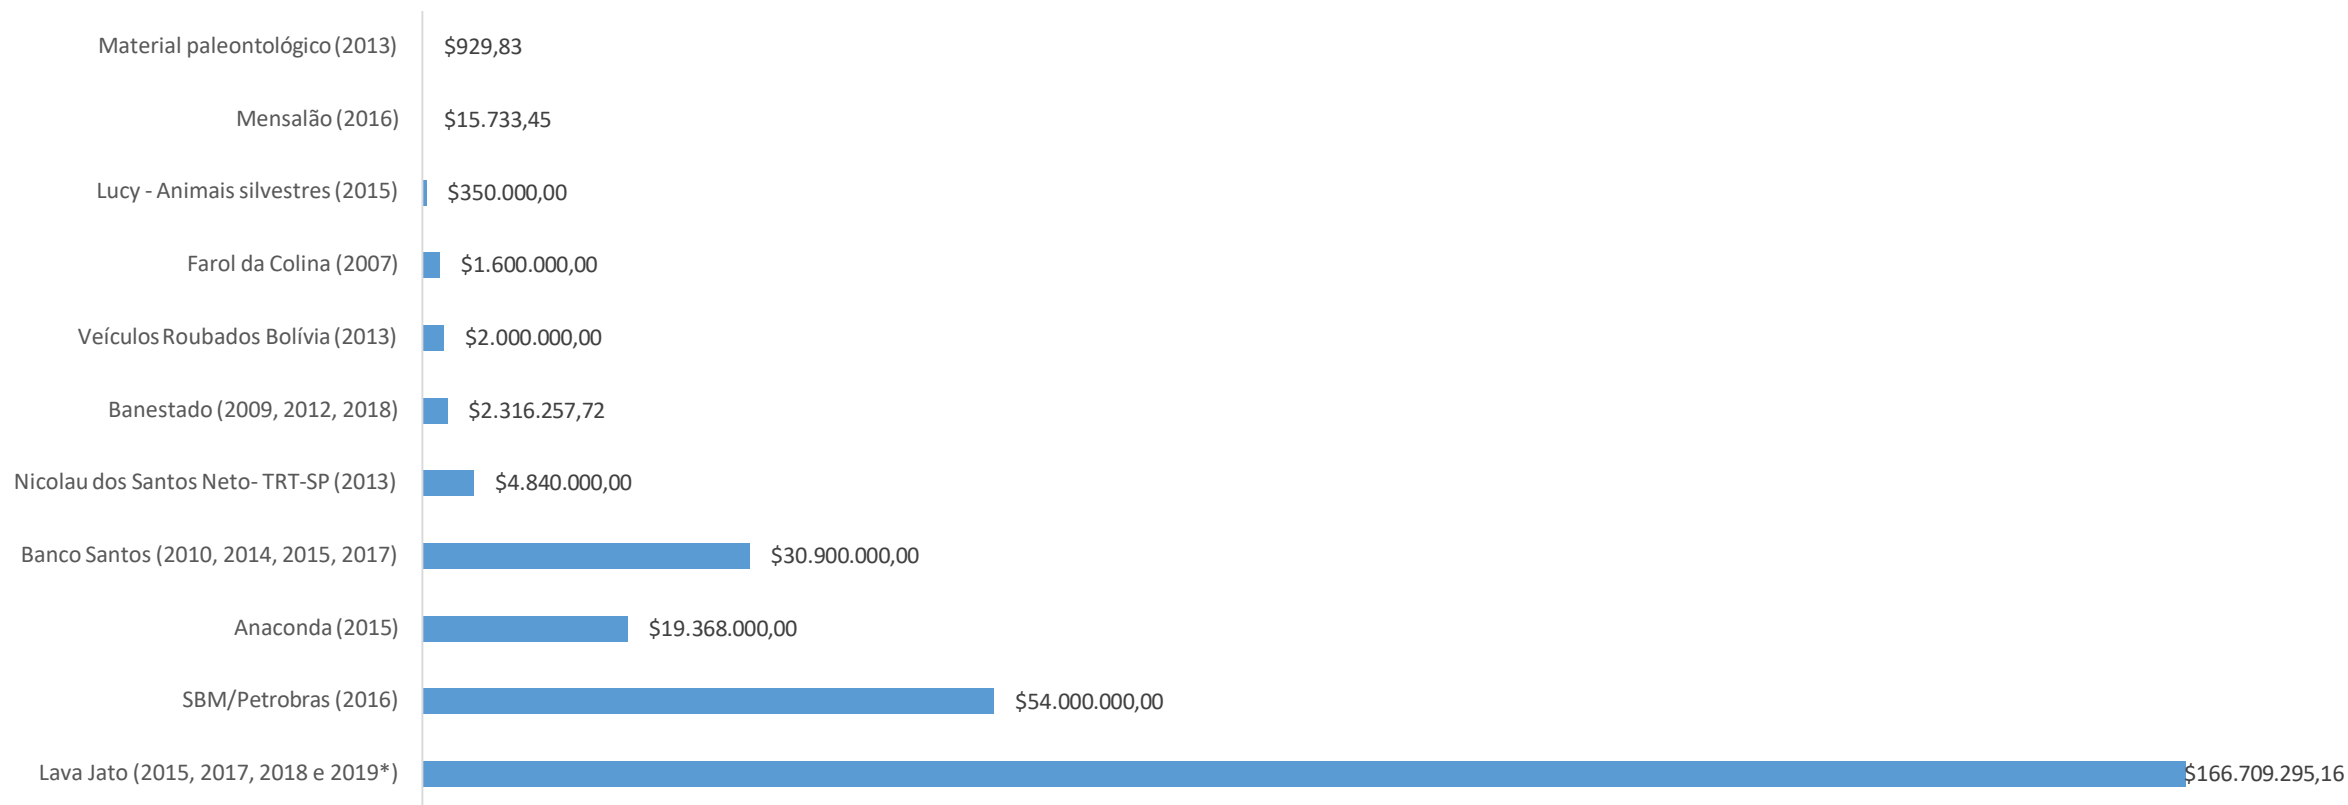 Material paleontológico (2013) $929,83
Mensalão (2016) $15.733,45
Lucy - Animais silvestres (2015) $350.000,00
Farol da Colina (2007) $1.600.000,00
Veículos Roubados Bolívia (2013) $2.000.000,00
Banestado (2009, 2012, 2018) $2.316.257,72
Nicolau dos Santos Neto- TRT-SP (2013) $4.840.000,00
Banco Santos (2010, 2014, 2015, 2017) $30.900.000,00
Anaconda (2015) $19.368.000,00
SBM/Petrobras (2016) $54.000.000,00
Lava Jato (2015, 2017, 2018 e 2019*) $166.709.295,16